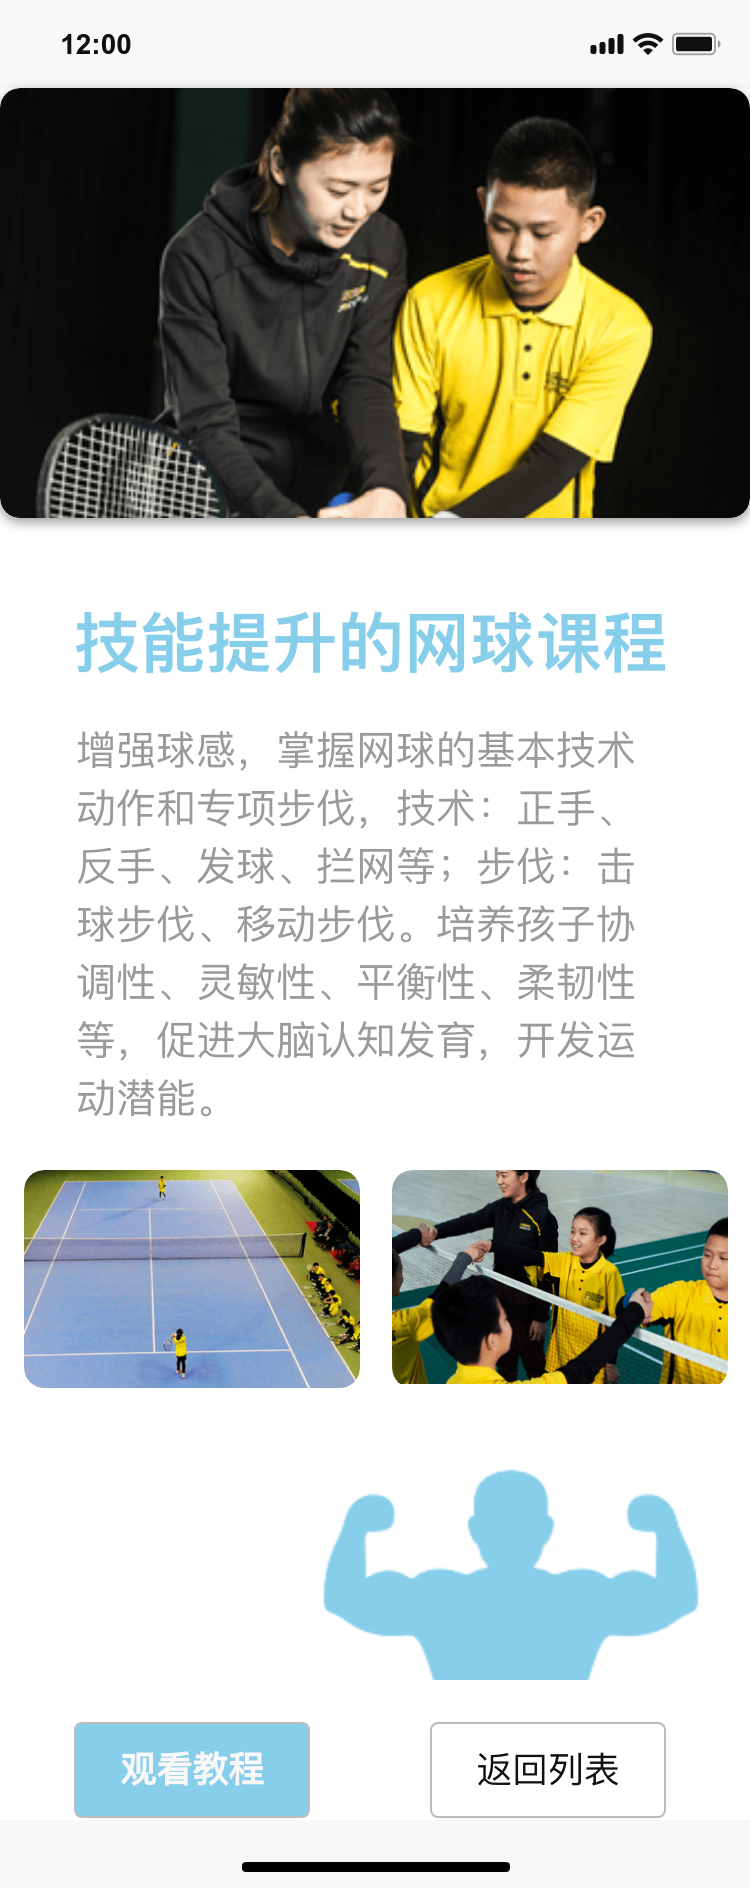 12:00
技能提升的网球课程
增强球感，掌握网球的基本技术
动作和专项步伐，技术：正手、
反手、发球、拦网等；步伐：击
球步伐、移动步伐。培养孩子协
调性、灵敏性、平衡性、柔韧性
等，促进大脑认知发育，开发运
动潜能。
观看教程
返回列表